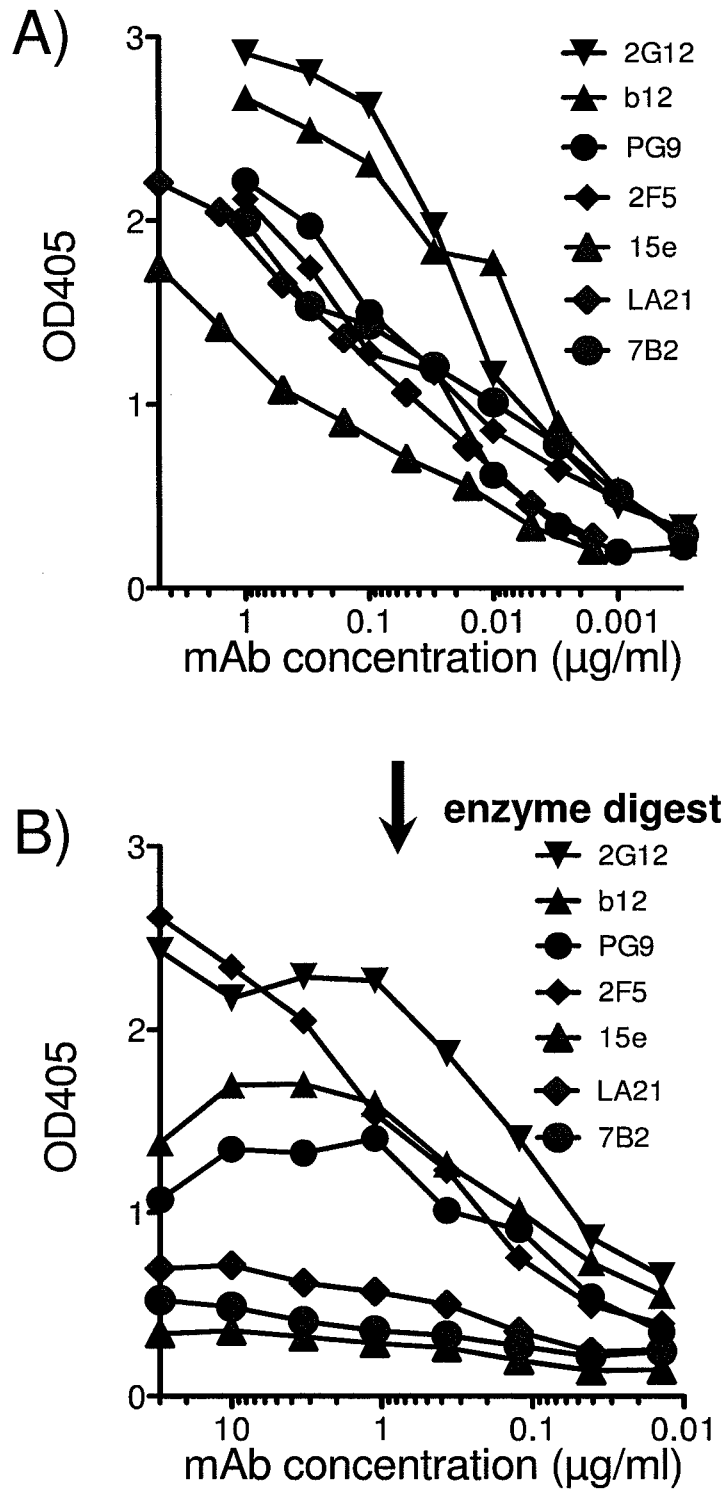 A)
3
2
1
0
OD405
2G12
b12
PG9
2F5
15e
LA21
7B2
1 0.1 0.01 0.001
mAb concentration (μg/ml)
enzyme digest
B)
3
2
1
0
OD405
2G12
b12
PG9
2F5
15e
LA21
7B2
10 1 0.1 0.01
mAb concentration (μg/ml)